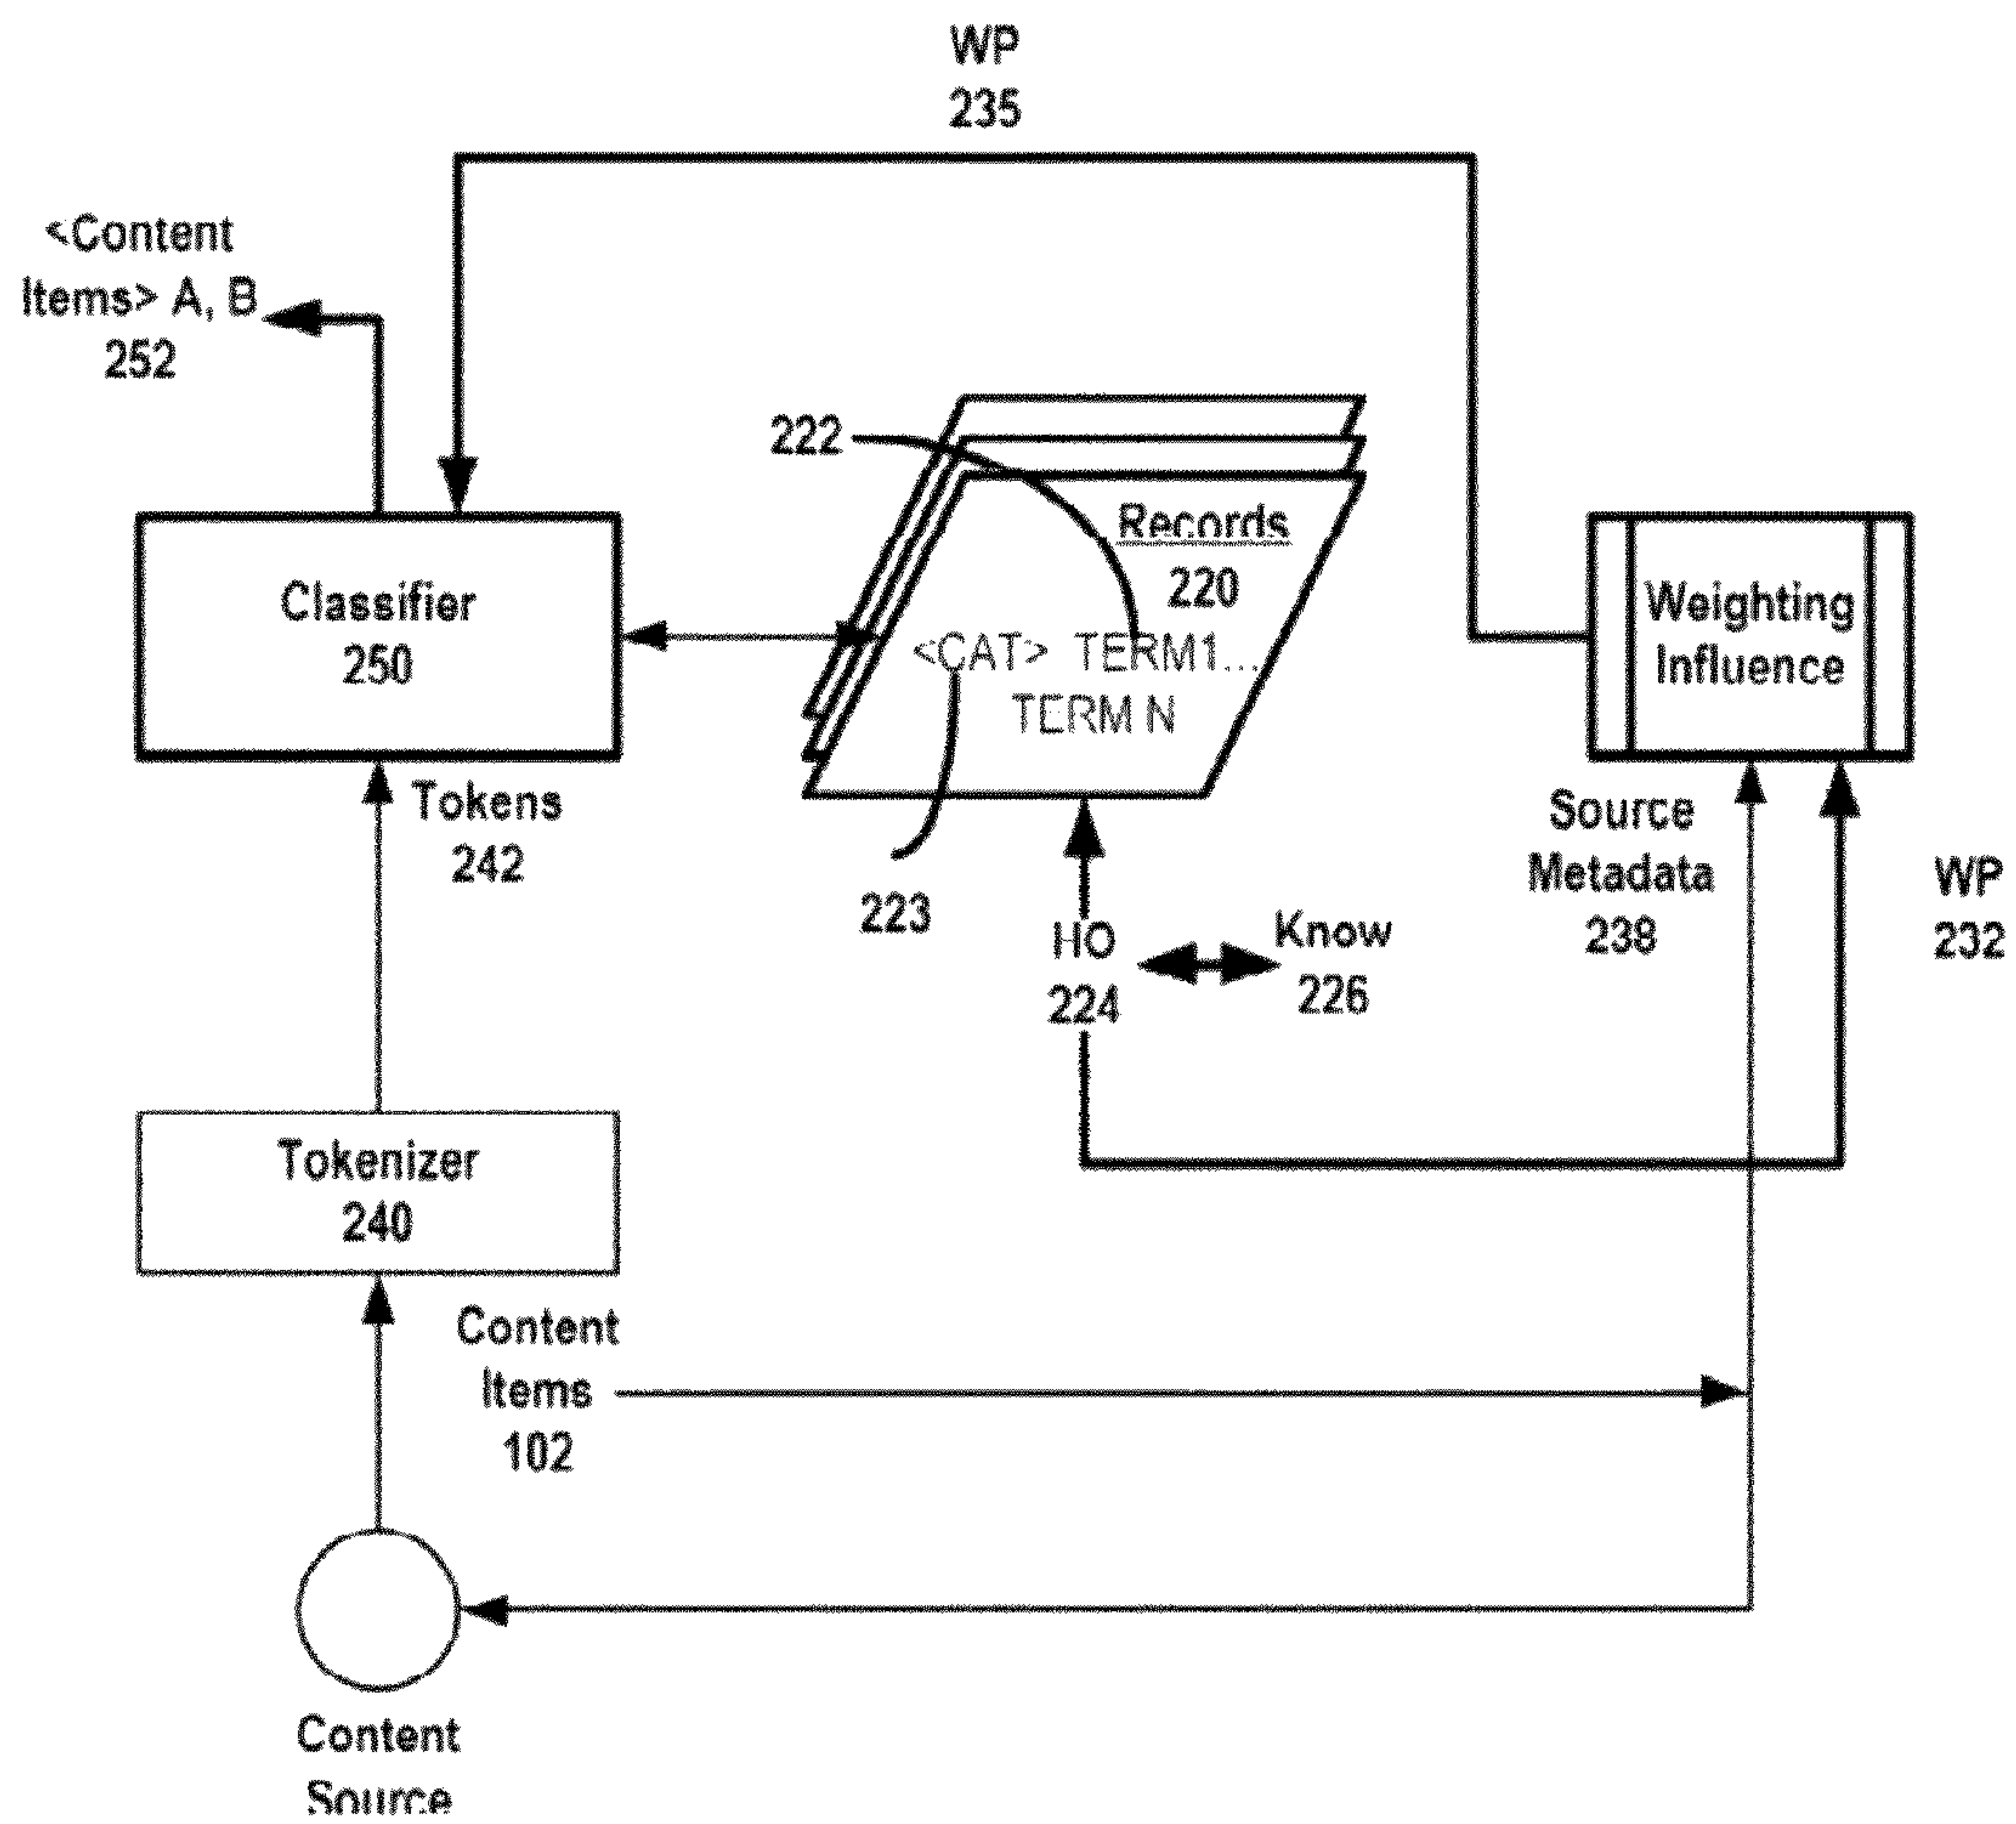 WP
235
<Content
Items> A, B
252
222
Records
220
<CAT> TERM1...
TERM N
Classifier
250
Weighting
Influence
Tokens
242
223
Source
Metadata
238
WP
232
HO
224
Know
226
Tokenizer
240
Content
Items
102
Content
Source